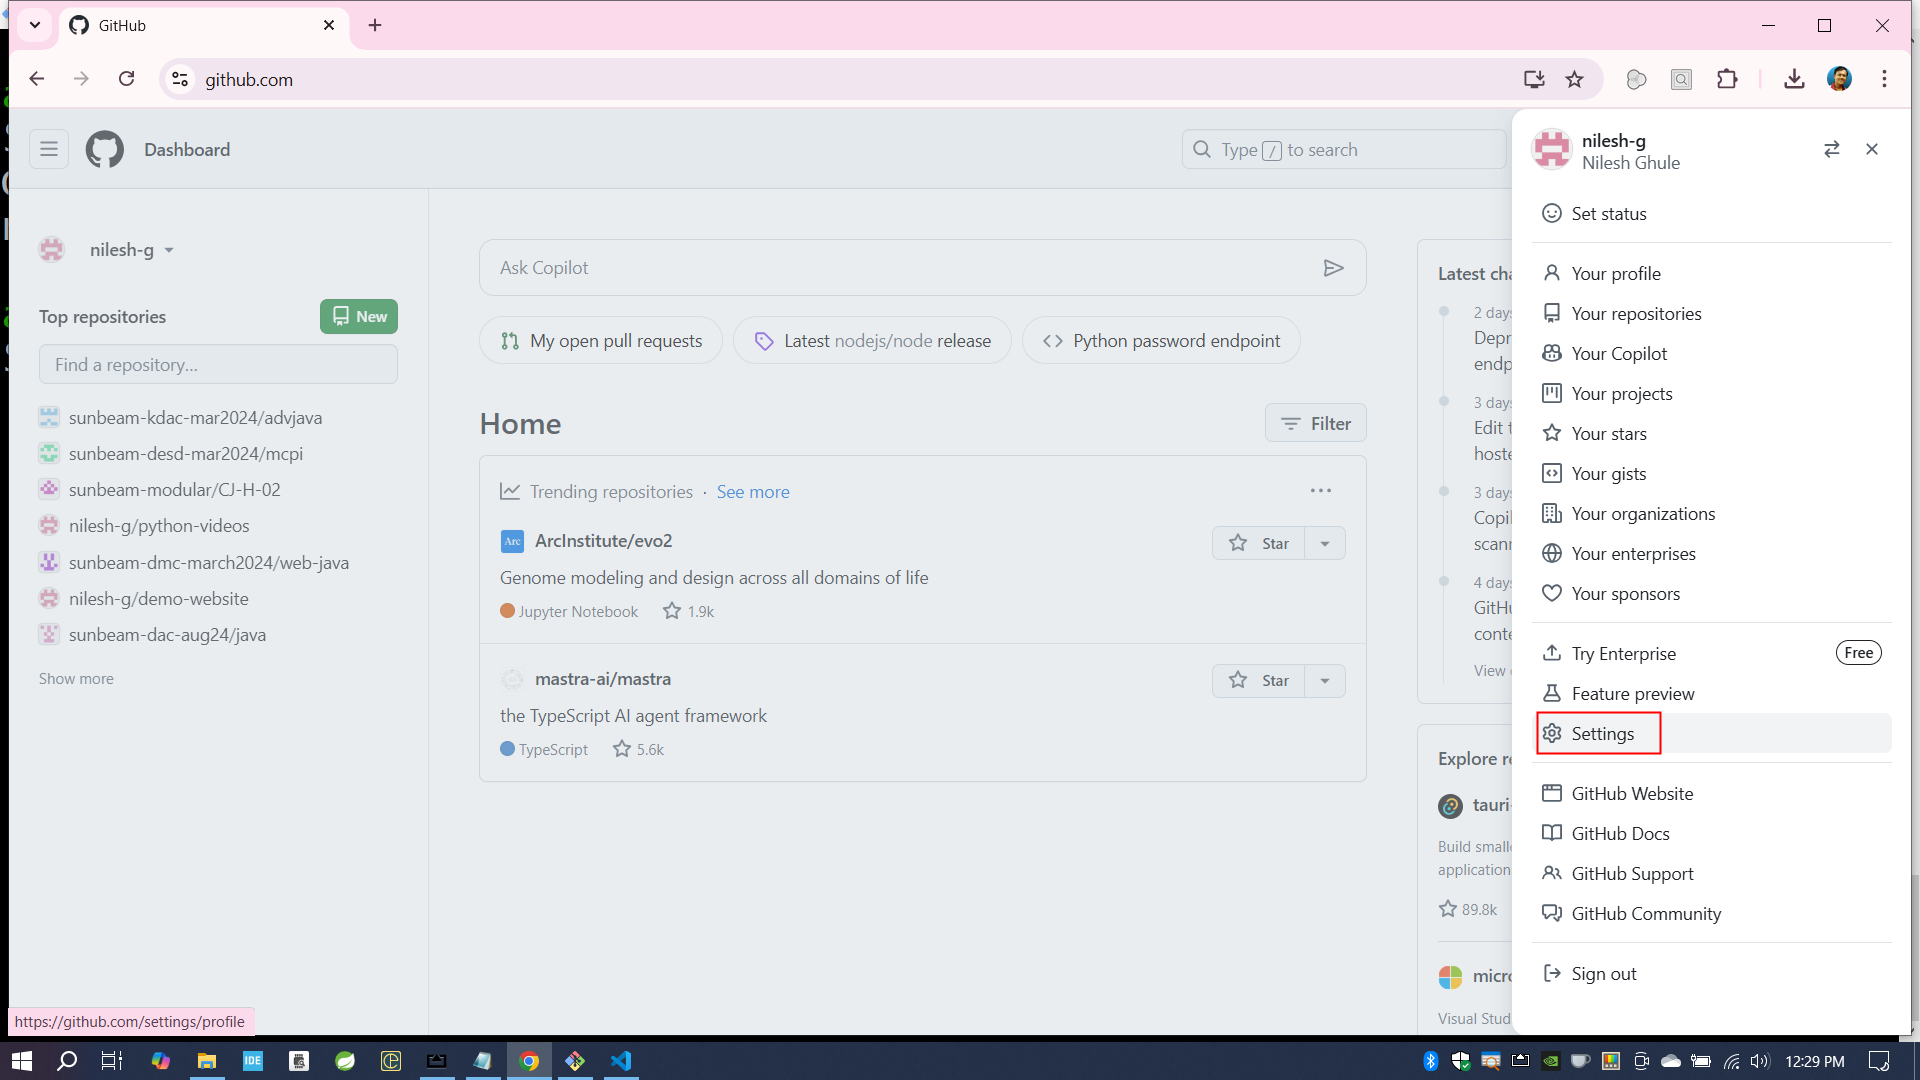 GitHub
github.com
Dashboard
Type / to search
nilesh-g
Nilesh Ghule
Set status
Your profile
Your repositories
Your Copilot
Your projects
Your stars
Your gists
Your organizations
Your enterprises
Your sponsors
Try Enterprise
Free
Feature preview
Settings
GitHub Website
GitHub Docs
GitHub Support
GitHub Community
Sign out
nilesh-g
Top repositories
New
Find a repository...
sunbeam-kdac-mar2024/advjava
sunbeam-desd-mar2024/mcpi
sunbeam-modular/CJ-H-02
nilesh-g/python-videos
sunbeam-dmc-march2024/web-java
nilesh-g/demo-website
sunbeam-dac-aug24/java
Show more
Ask Copilot
My open pull requests
Latest nodejs/node release
Python password endpoint
Home
Filter
Trending repositories · See more
Arc
ArcInstitute/evo2
Star
Genome modeling and design across all domains of life
Jupyter Notebook
1.9k
mastra-ai/mastra
Star
the TypeScript AI agent framework
TypeScript
5.6k
Latest cha
2 days
Depr
endp
3 days
Edit t
hoste
3 days
Copil
scann
4 days
GitHu
conte
View
Explore re
tauri-
Build smalle
application
89.8k
micro
Visual Stud
https://github.com/settings/profile
IDE
12:29 PM